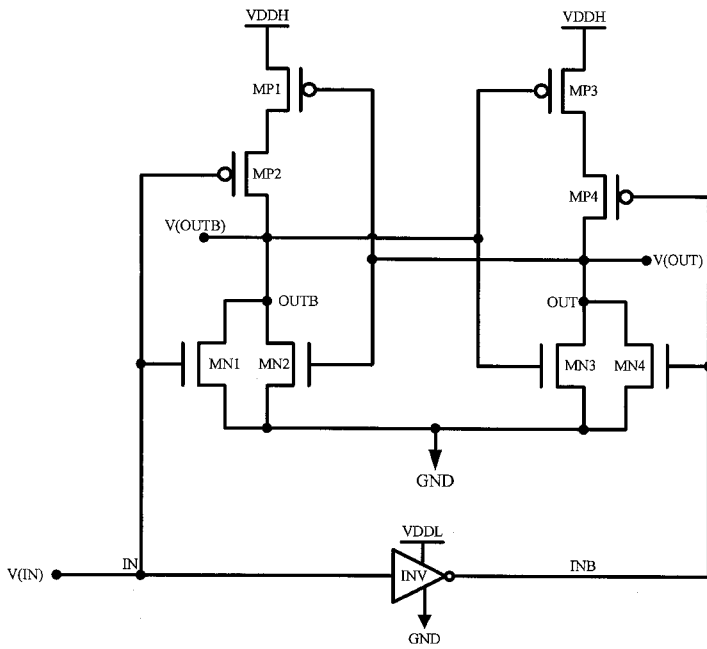 VDDH
VDDH
MP1
MP3
MP2
MP4
V(OUTB)
V(OUT)
OUTB
OUT
MN1
MN2
MN3
MN4
GND
VDDL
V(IN)
IN
INV
INB
GND